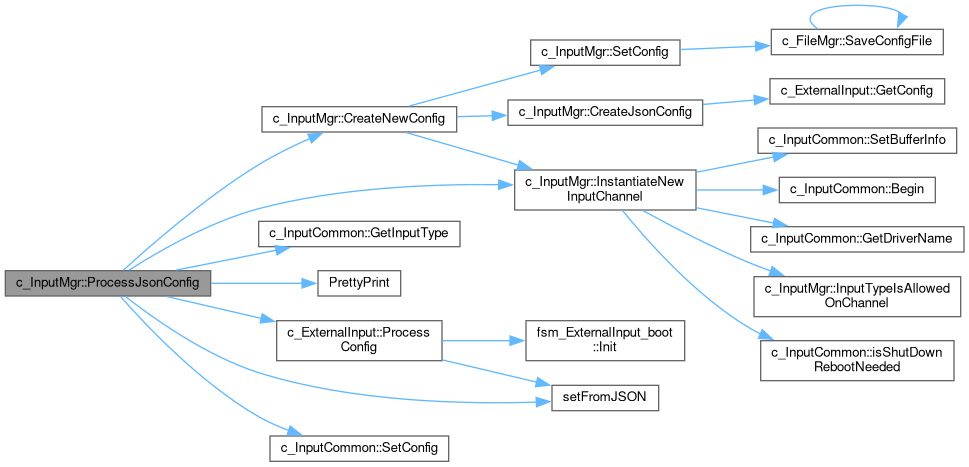 c_InputMgr::ProcessJsonConfig
c_InputMgr::CreateNewConfig
c_InputCommon::GetInputType
PrettyPrint
c_ExternalInput::Process
Config
c_InputCommon::SetConfig
c_InputMgr::SetConfig
c_InputMgr::CreateJsonConfig
c_InputMgr::InstantiateNew
InputChannel
fsm_ExternalInput_boot
::Init
setFromJSON
c_FileMgr::SaveConfigFile
c_ExternalInput::GetConfig
c_InputCommon::SetBufferInfo
c_InputCommon::Begin
c_InputCommon::GetDriverName
c_InputMgr::InputTypeIsAllowed
OnChannel
c_InputCommon::isShutDown
RebootNeeded